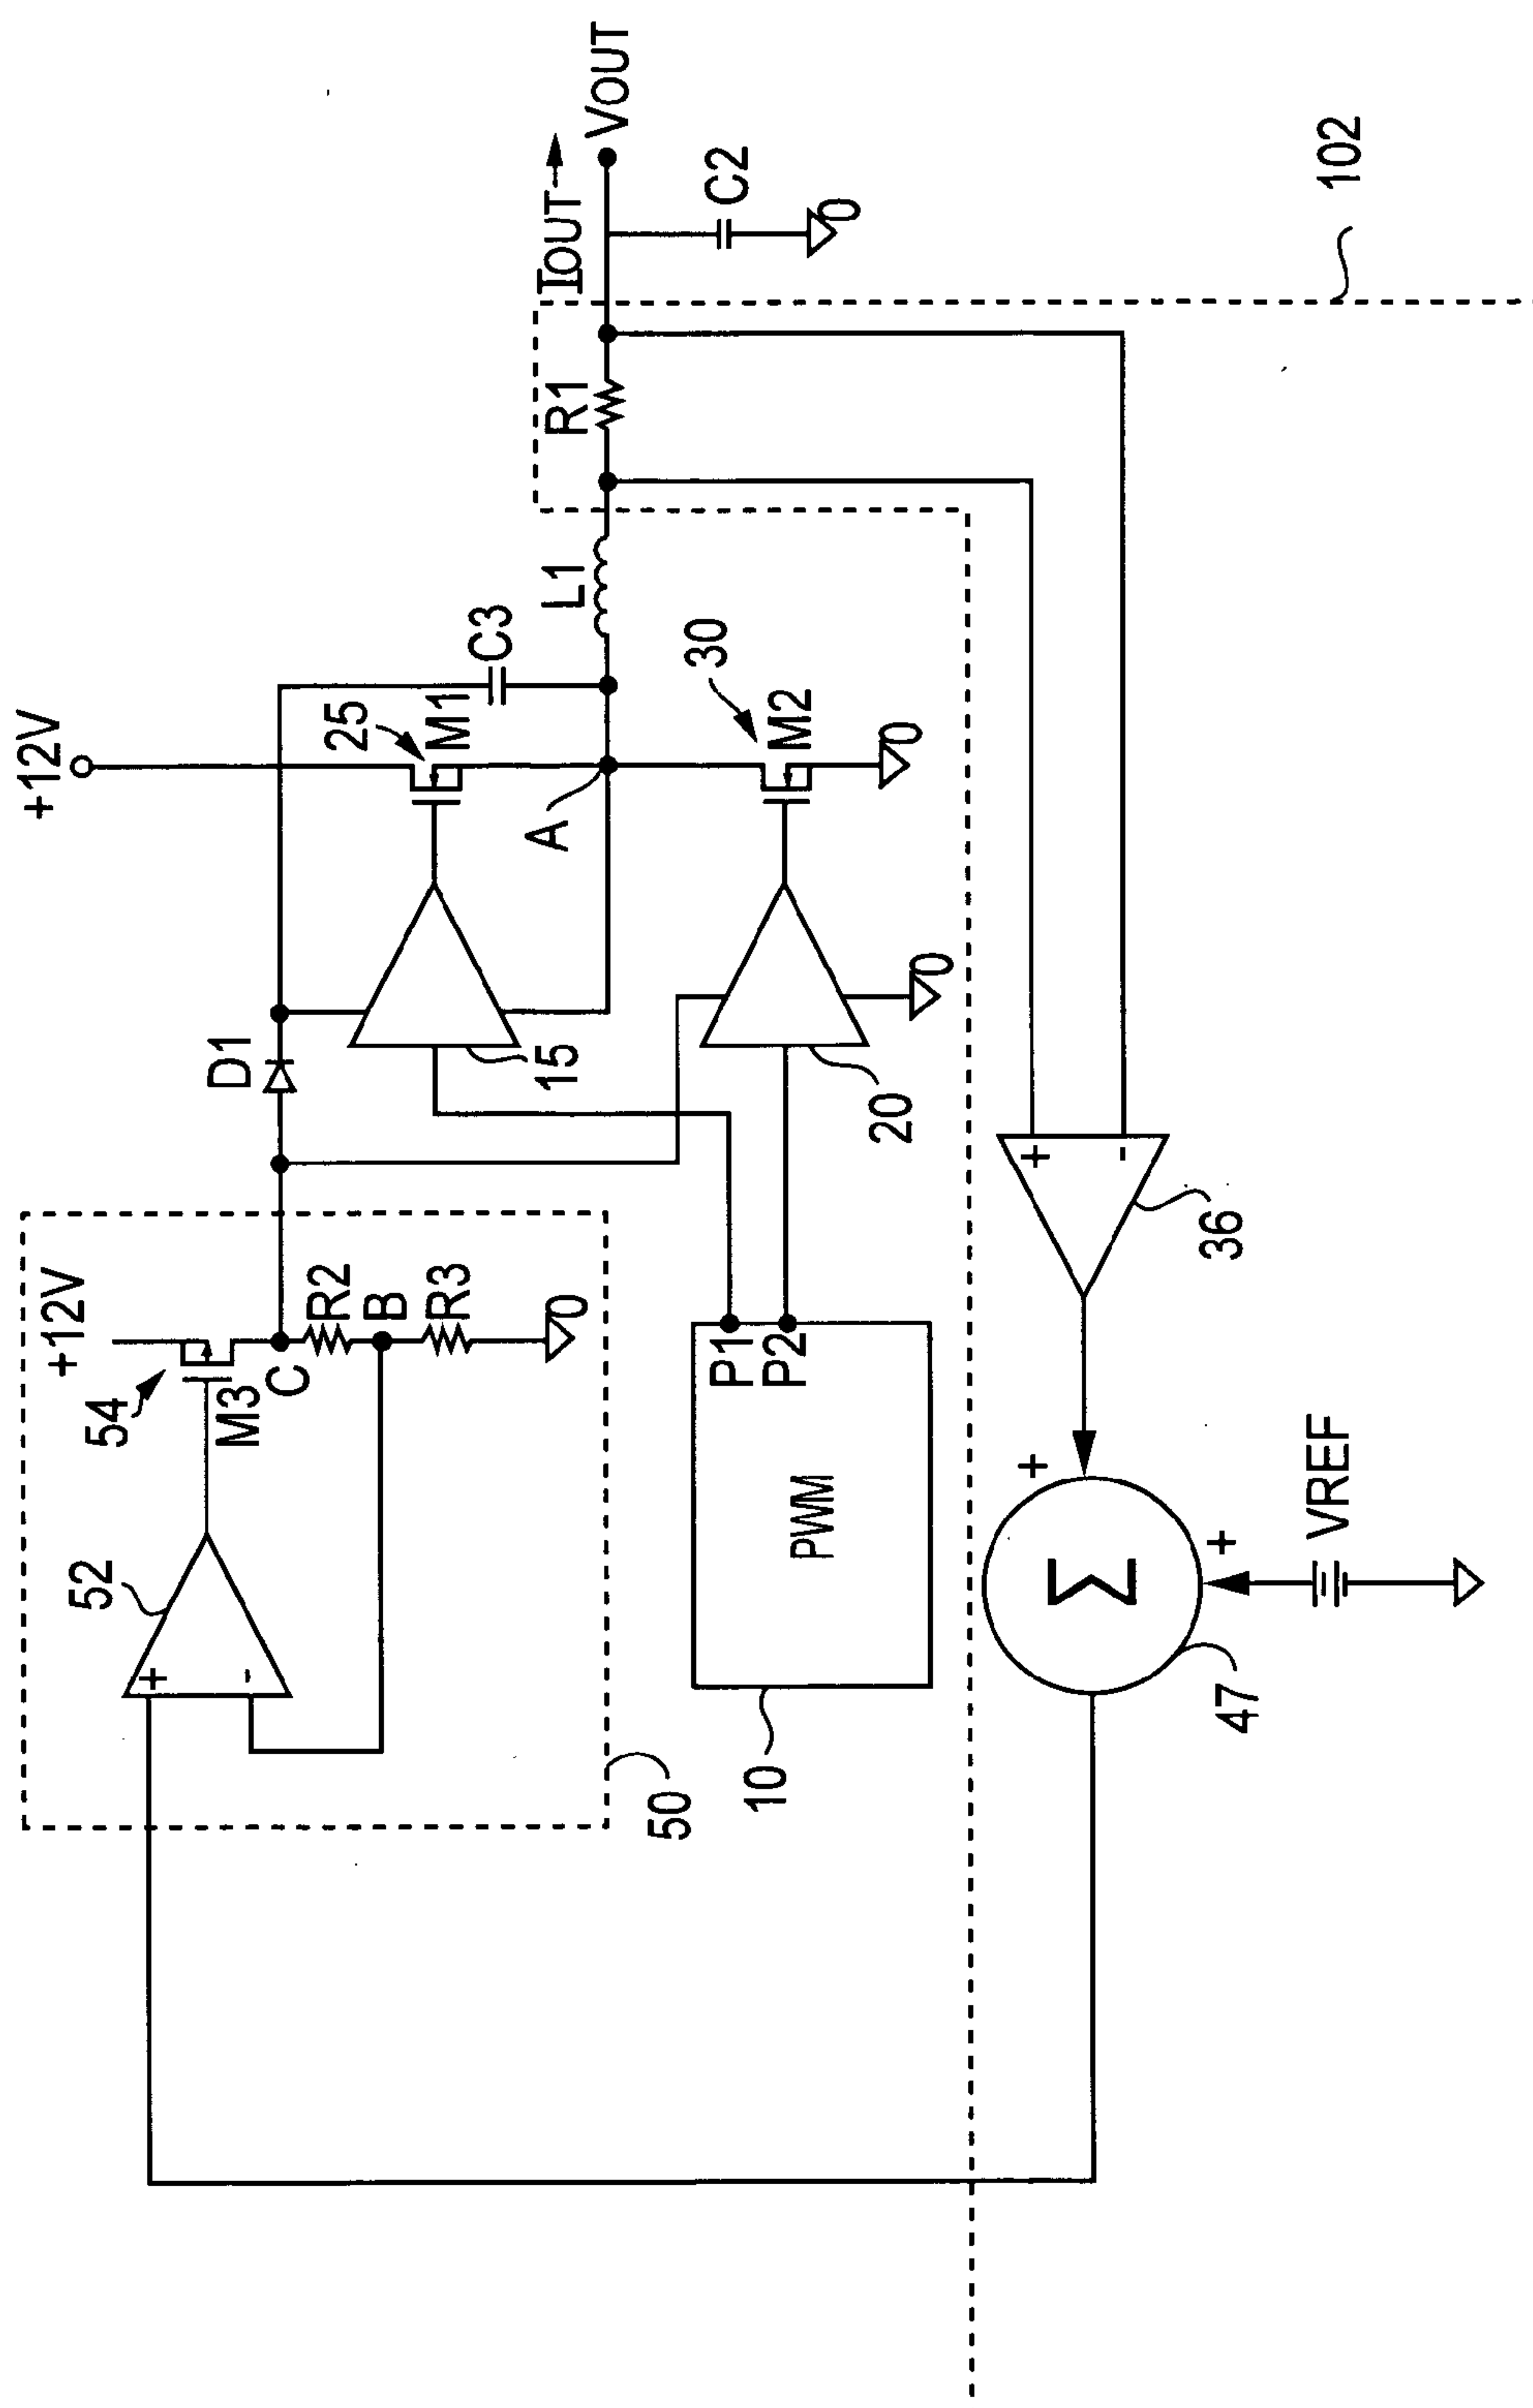 +12V
+12V
54
52
+
-
M3
C
R2
B
R3
0
50
D1
15
25
M1
C3
A
L1
R1
IOUT
VOUT
C2
0
30
M2
0
20
0
10
PWM
P1
P2
36
+
-
+
+
Σ
47
VREF
102